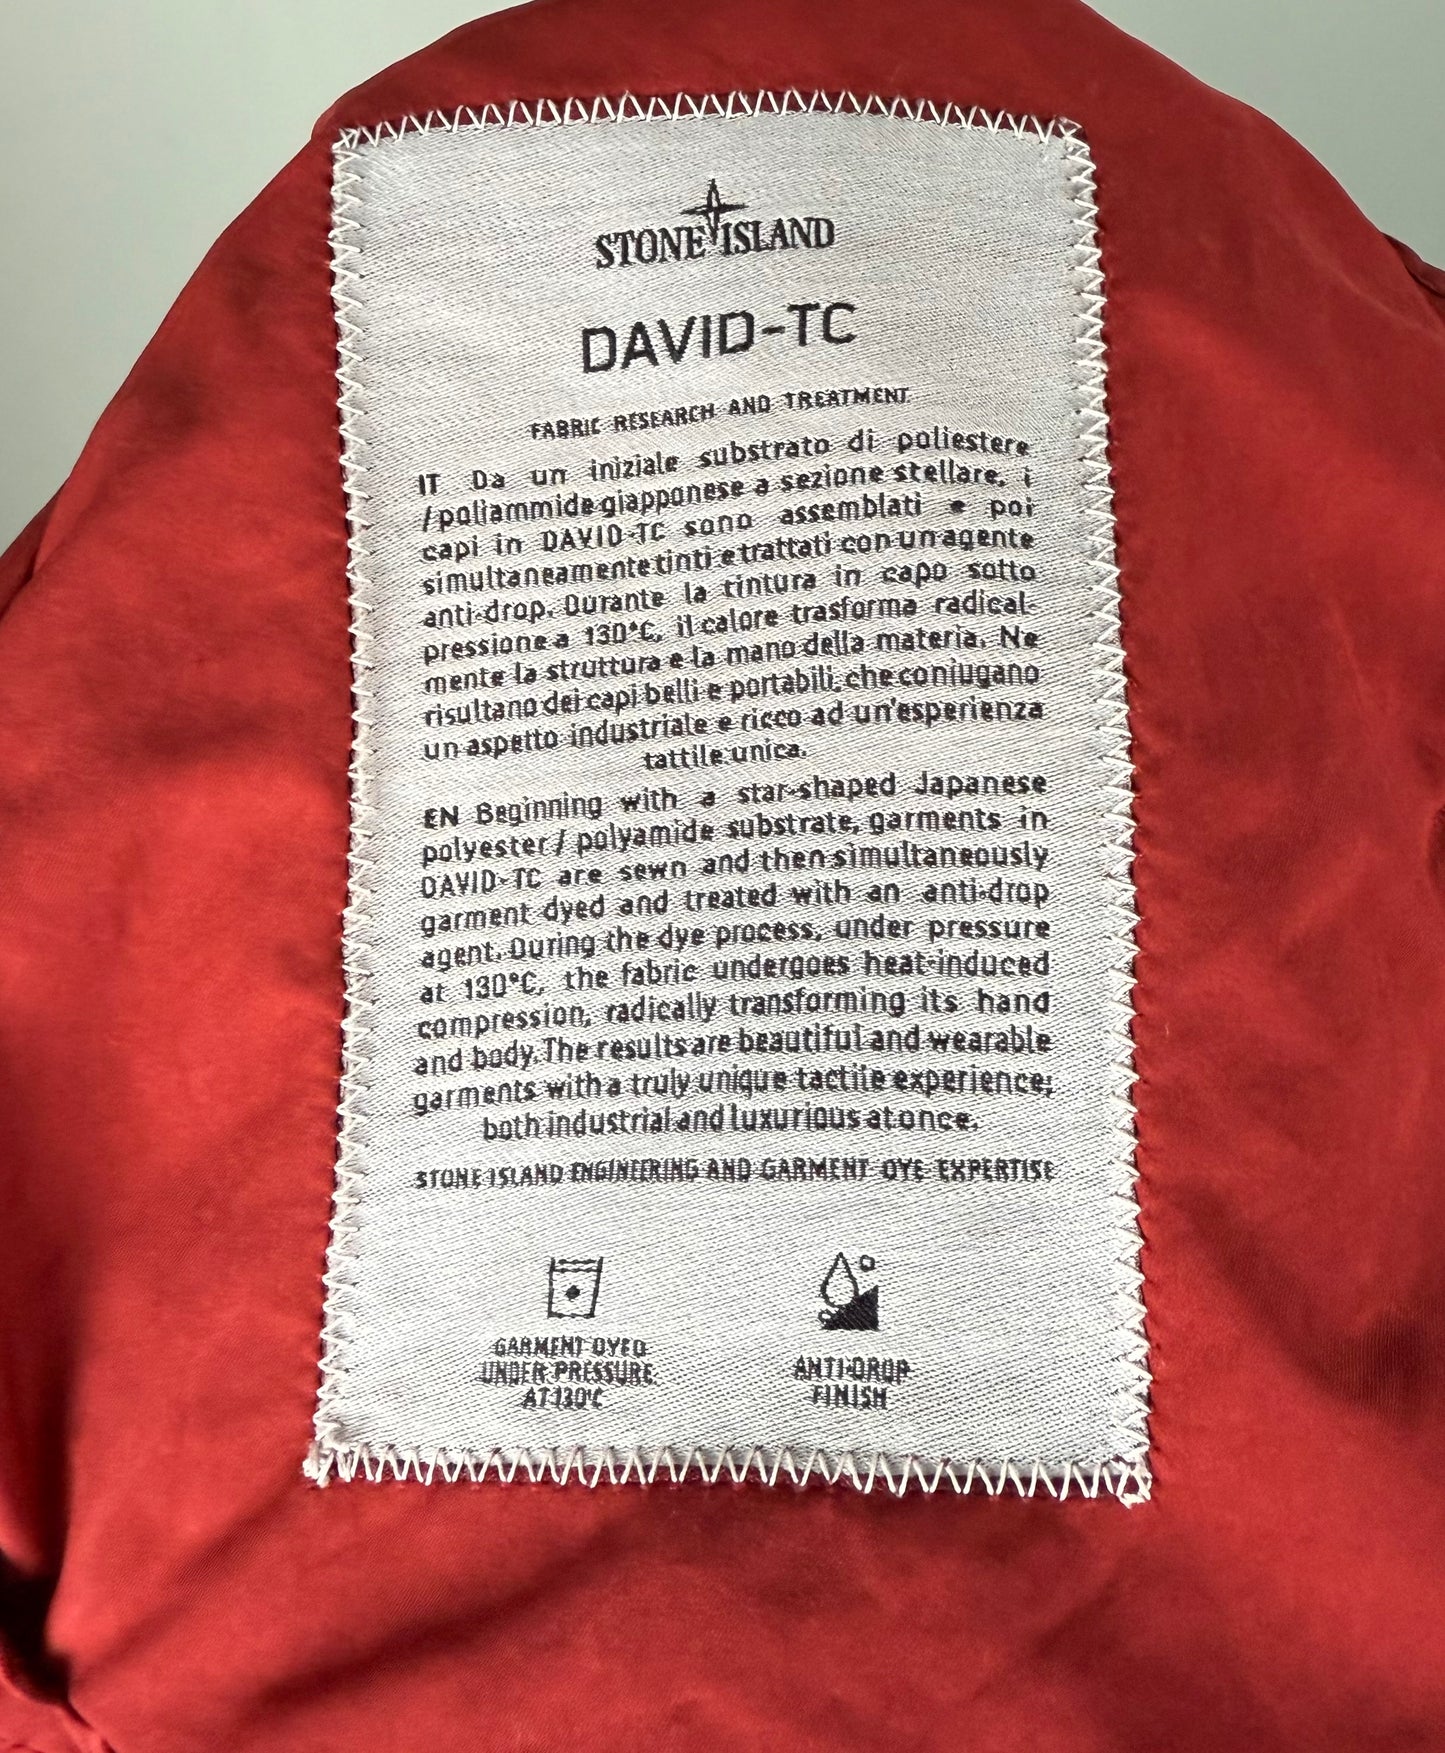 STONE ISLAND
DAVID-TC
FABRIC RESEARCH AND TREATMENT
IT Da un iniziale substrato di poliestere
/poliammide giapponese a sezione stellare, i
capi in DAVID-TC sono assemblati e poi
simultaneamente tinti e trattati con un agente
anti-drop. Durante la tintura in capo sotto
pressione a 130°C, il calore trasforma radical-
mente la struttura e la mano della materia. Ne
risultano dei capi belli e portabili, che coniugano
un aspetto industriale e ricco ad un'esperienza
tattile unica.
EN Beginning with a star-shaped Japanese
polyester/ polyamide substrate, garments in
DAVID-TC are sewn and then simultaneously
garment dyed and treated with an anti-drop
agent. During the dye process, under pressure
at 130°C, the fabric undergoes heat-induced
compression, radically transforming its hand
and body. The results are beautiful and wearable
garments with a truly unique tactile experience;
both industrial and luxurious at once.
STONE ISLAND ENGINEERING AND GARMENT DYE EXPERTISE
GARMENT DYED
UNDER PRESSURE
AT 130°C
ANTI-DROP
FINISH